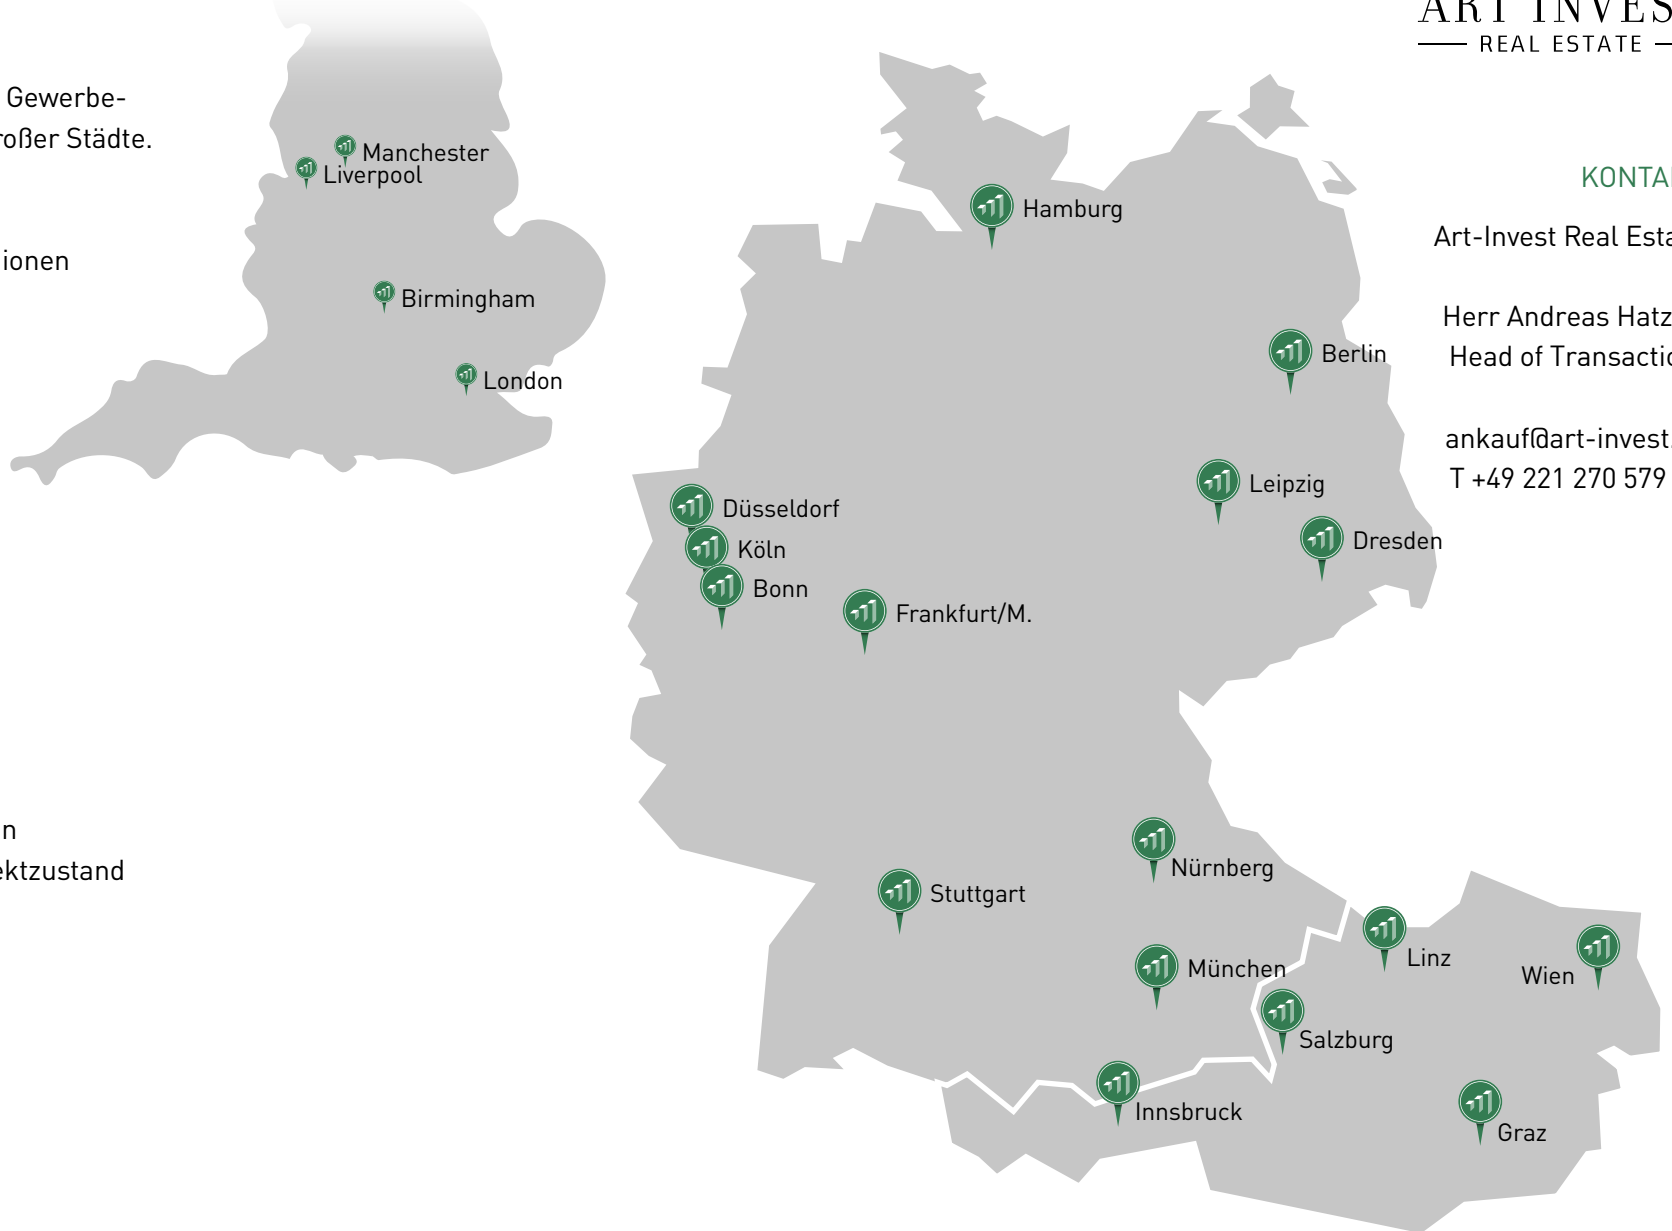 ART INVES
REAL ESTATE
Gewerbe-
roßer Städte.
ionen
n
ektzustand
Manchester
Liverpool
Birmingham
London
Hamburg
Berlin
Leipzig
Dresden
Düsseldorf
Köln
Bonn
Frankfurt/M.
Nürnberg
Stuttgart
München
Linz
Wien
Salzburg
Innsbruck
Graz
KONTA
Art-Invest Real Esta
Herr Andreas Hatz
Head of Transactio
ankauf@art-invest.
T +49 221 270 579